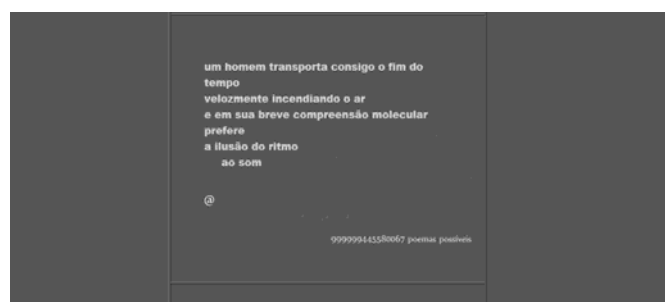 um homem transporta consigo o fim do
tempo
velozmente incendiando o ar
e em sua breve compreensão molecular
prefere
a ilusão do ritmo
ao som
@
999999445580067 poemas possíveis